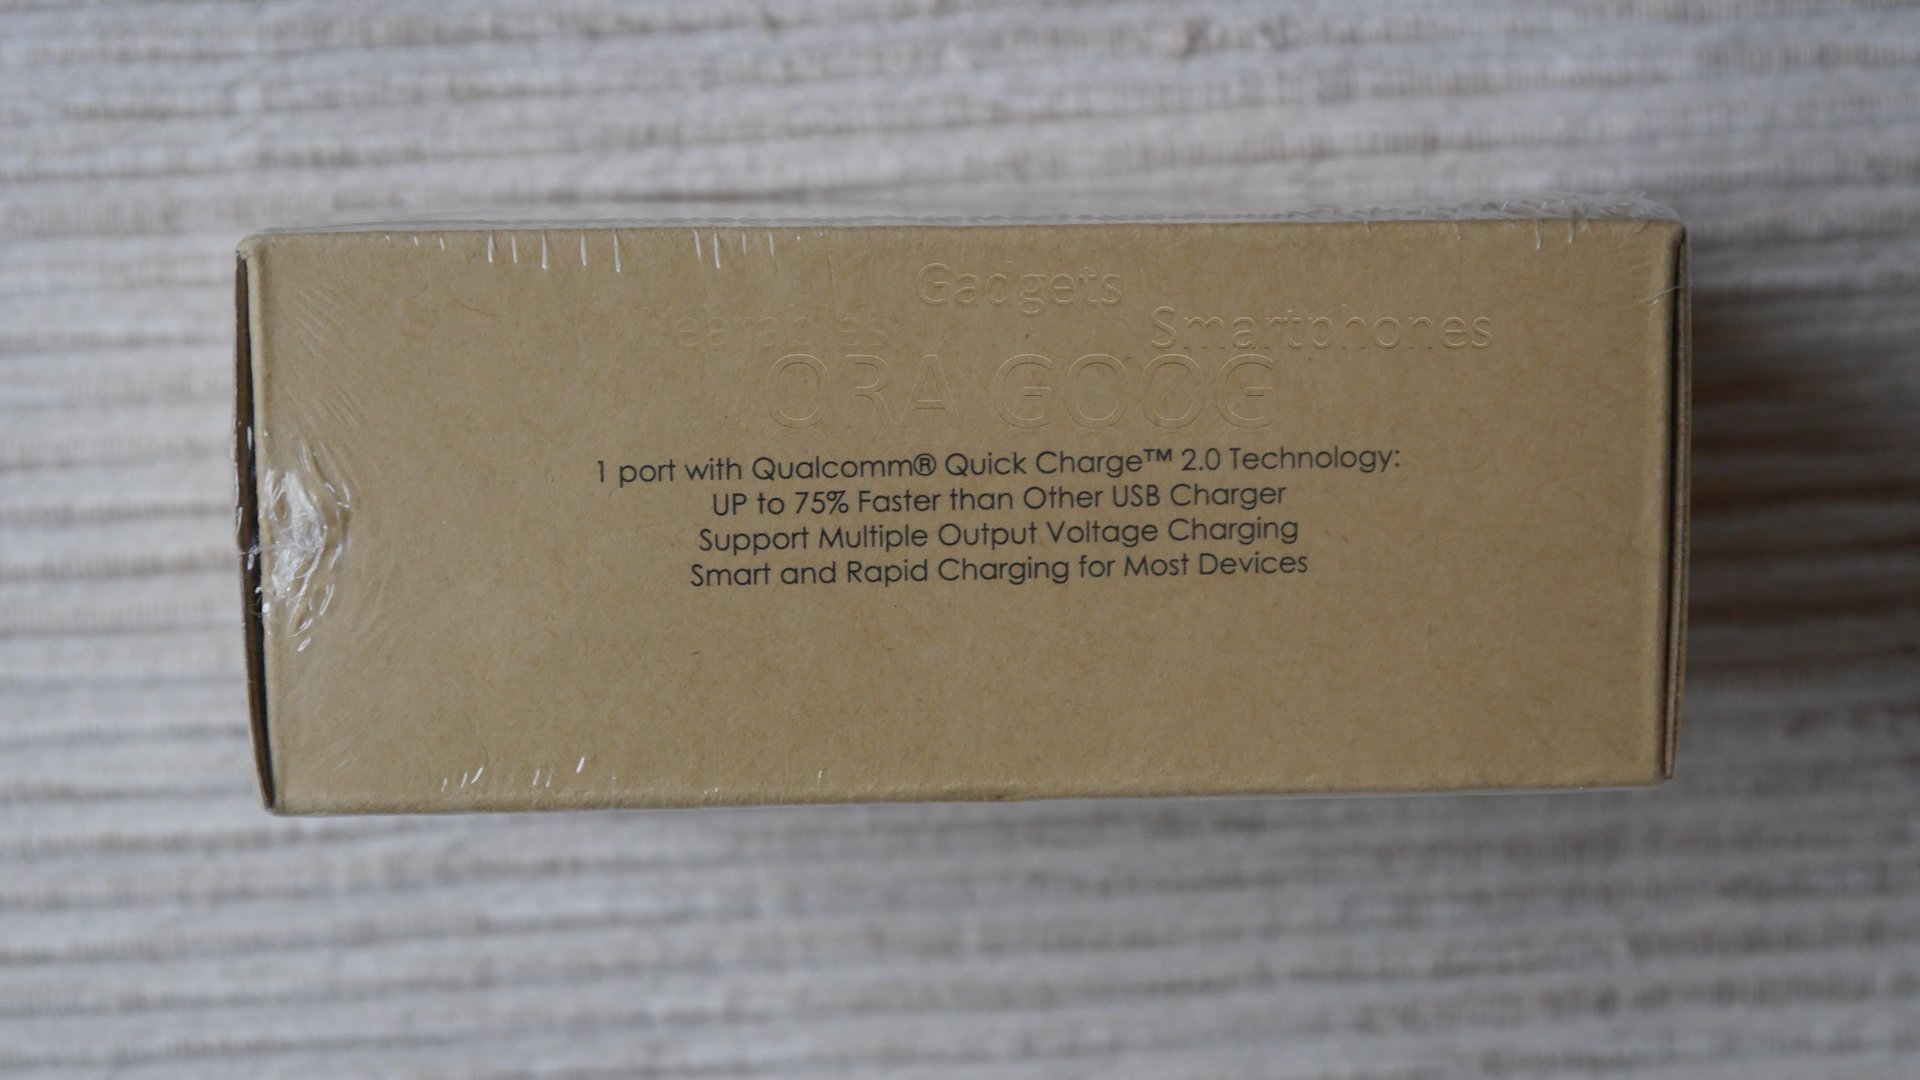 Gadgets
Wearables Smartphones
ORA GOOG
1 port with Qualcomm® Quick Charge™ 2.0 Technology:
UP to 75% Faster than Other USB Charger
Support Multiple Output Voltage Charging
Smart and Rapid Charging for Most Devices